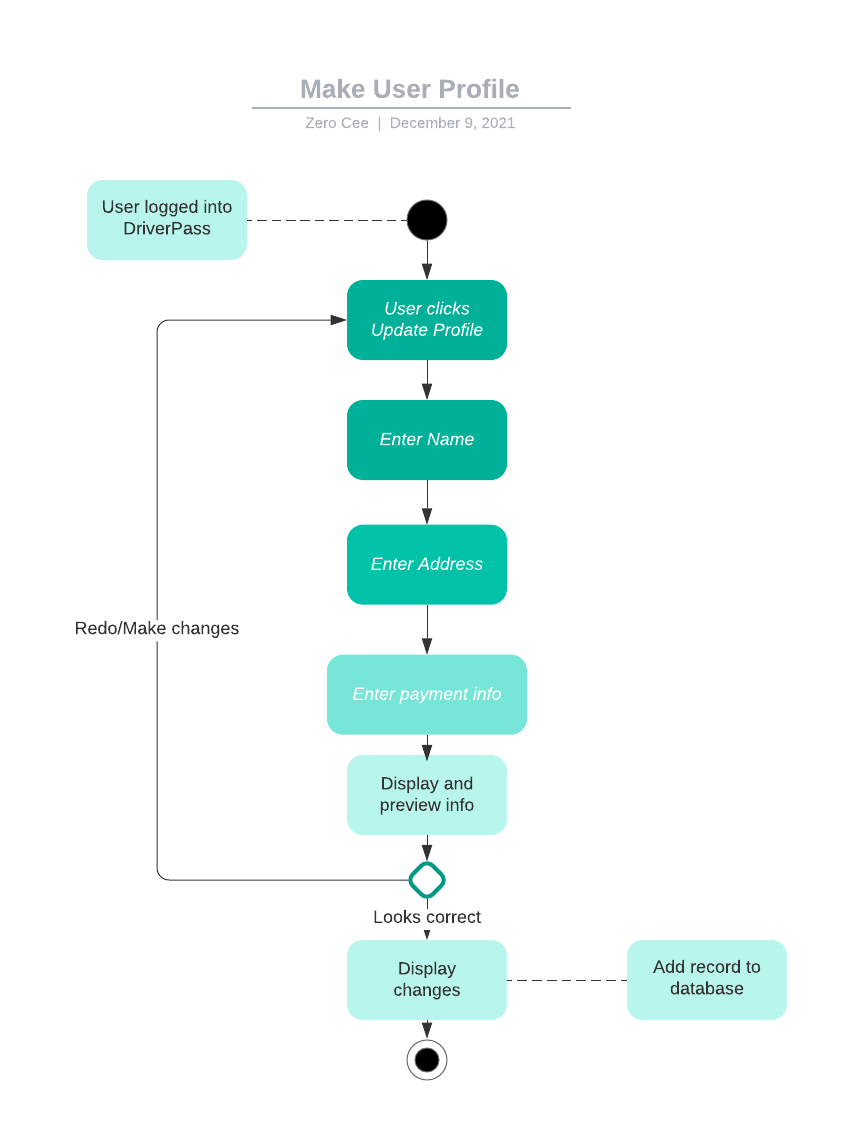 Make User Profile
Zero Cee | December 9, 2021
User logged into
DriverPass
User clicks
Update Profile
Enter Name
Enter Address
Redo/Make changes
Enter payment info
Display and
preview info
Looks correct
Display
changes
Add record to
database